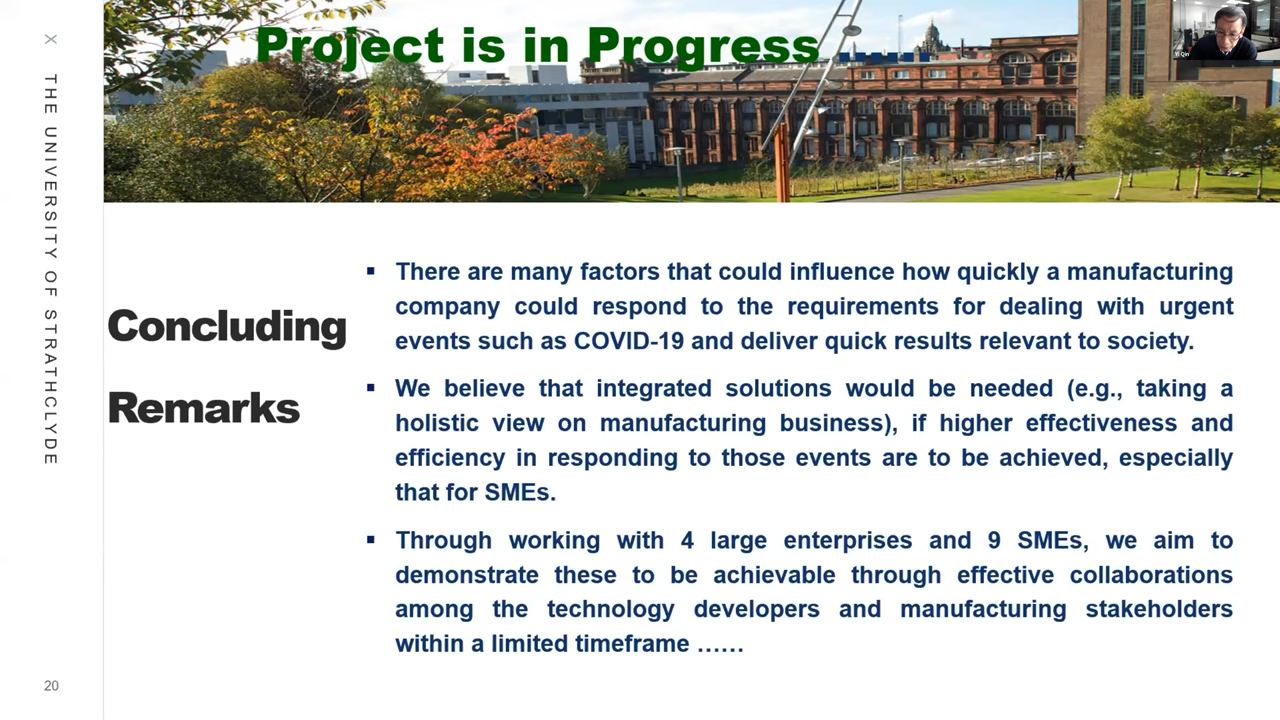 Project is in Progress
Yi Qin
X THE UNIVERSITY OF STRATHCLYDE
Concluding
Remarks
▪ There are many factors that could influence how quickly a manufacturing
company could respond to the requirements for dealing with urgent
events such as COVID-19 and deliver quick results relevant to society.
▪ We believe that integrated solutions would be needed (e.g., taking a
holistic view on manufacturing business), if higher effectiveness and
efficiency in responding to those events are to be achieved, especially
that for SMEs.
▪ Through working with 4 large enterprises and 9 SMEs, we aim to
demonstrate these to be achievable through effective collaborations
among the technology developers and manufacturing stakeholders
within a limited timeframe ……
20